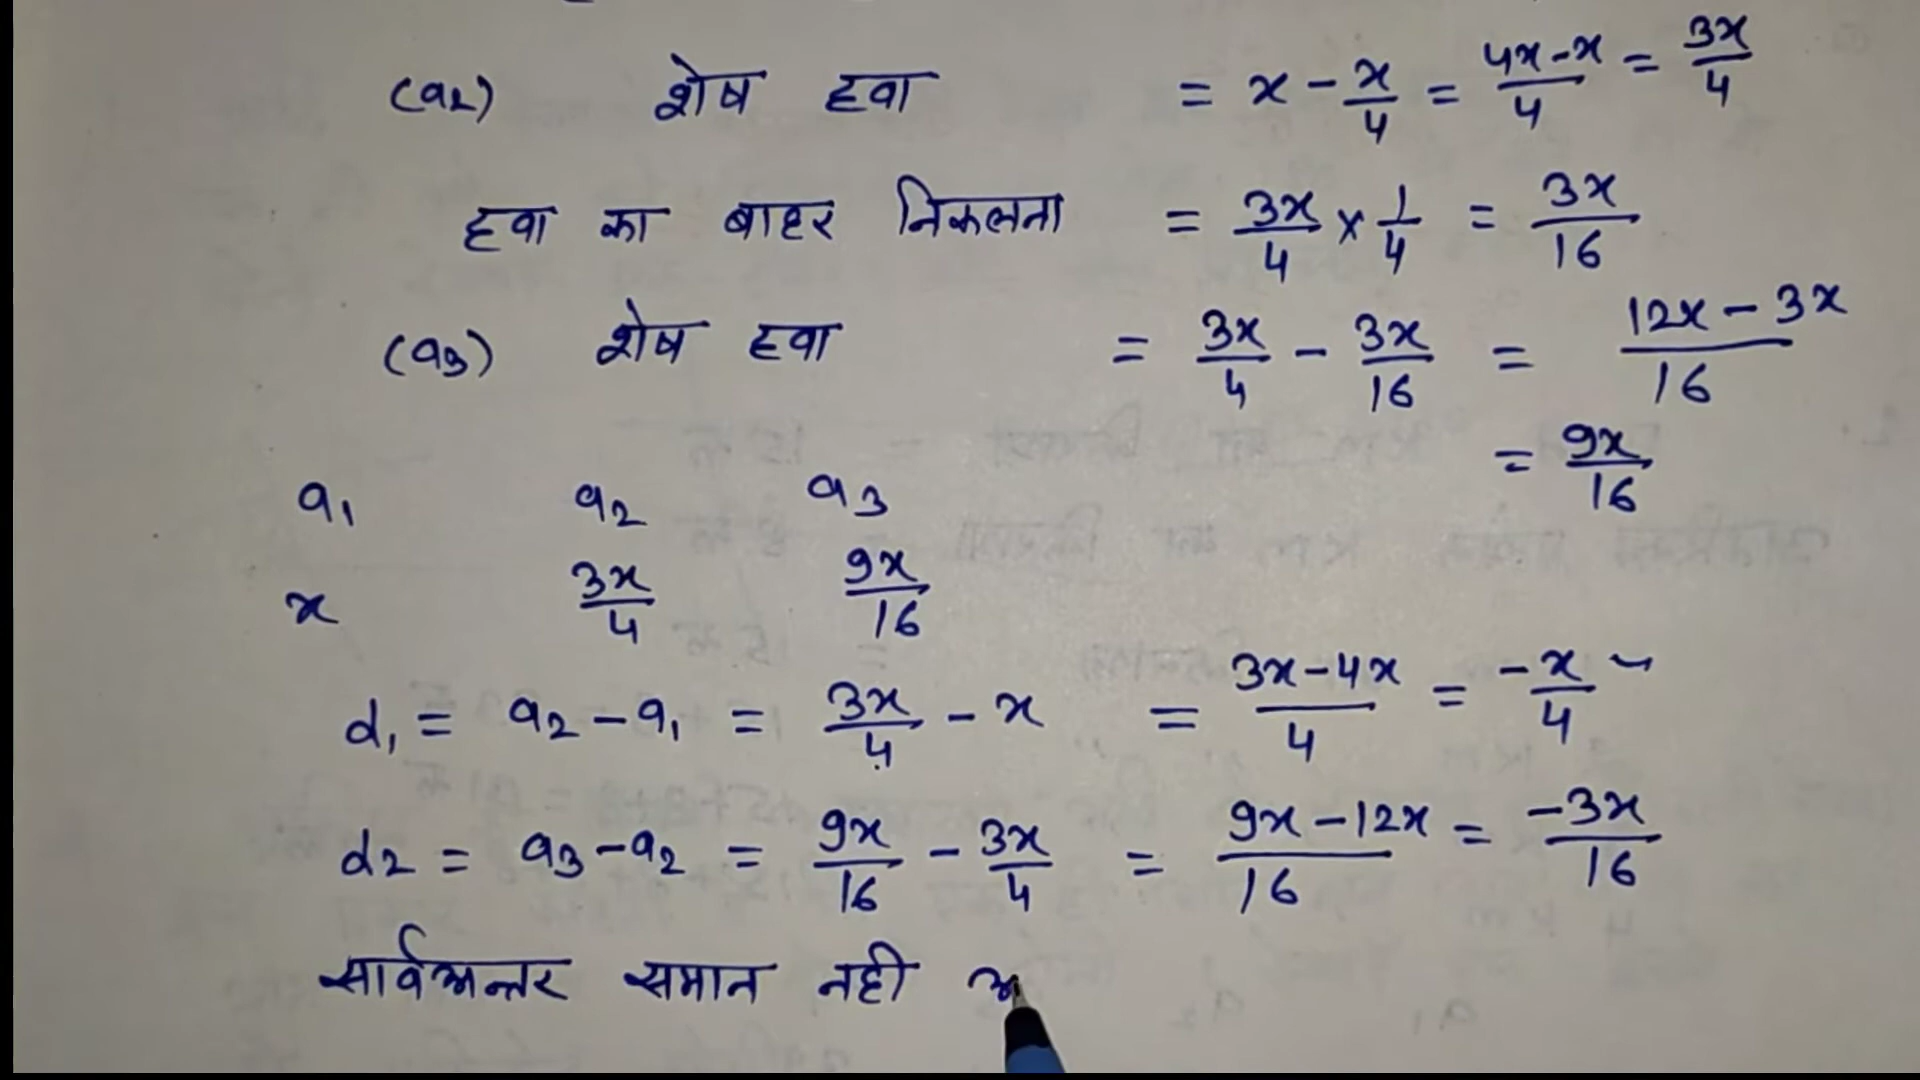 (a2) शेष हवा = x - x/4 = 4x-x/4 = 3x/4
हवा का बाहर निकलना = 3x/4 × 1/4 = 3x/16
(a3) शेष हवा = 3x/4 - 3x/16 = 12x-3x/16
= 9x/16
a1 a2 a3
x 3x/4 9x/16
d1 = a2-a1 = 3x/4 - x = 3x-4x/4 = -x/4
d2 = a3-a2 = 9x/16 - 3x/4 = 9x-12x/16 = -3x/16
सार्वअन्तर समान नही